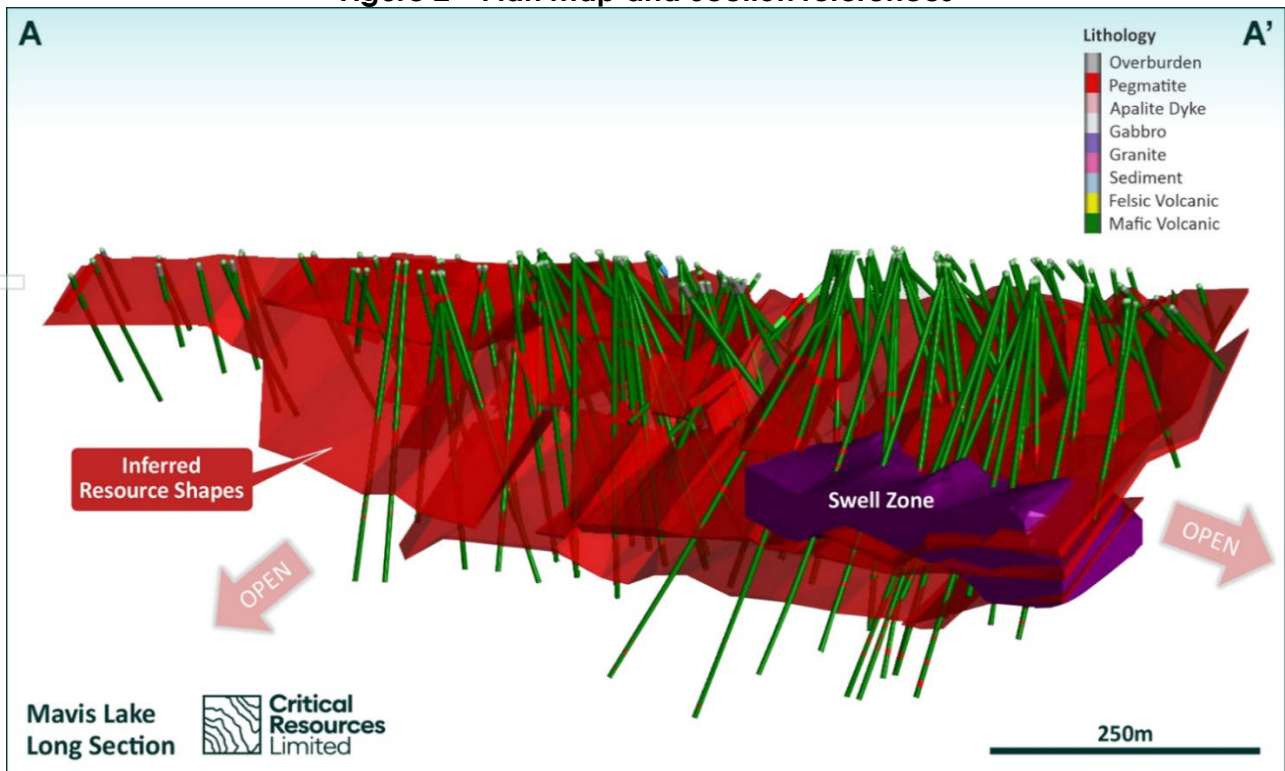 A
A'
Lithology
Overburden
Pegmatite
Apalite Dyke
Gabbro
Granite
Sediment
Felsic Volcanic
Mafic Volcanic
Inferred
Resource Shapes
Swell Zone
OPEN
OPEN
Mavis Lake
Long Section
Critical
Resources
Limited
250m